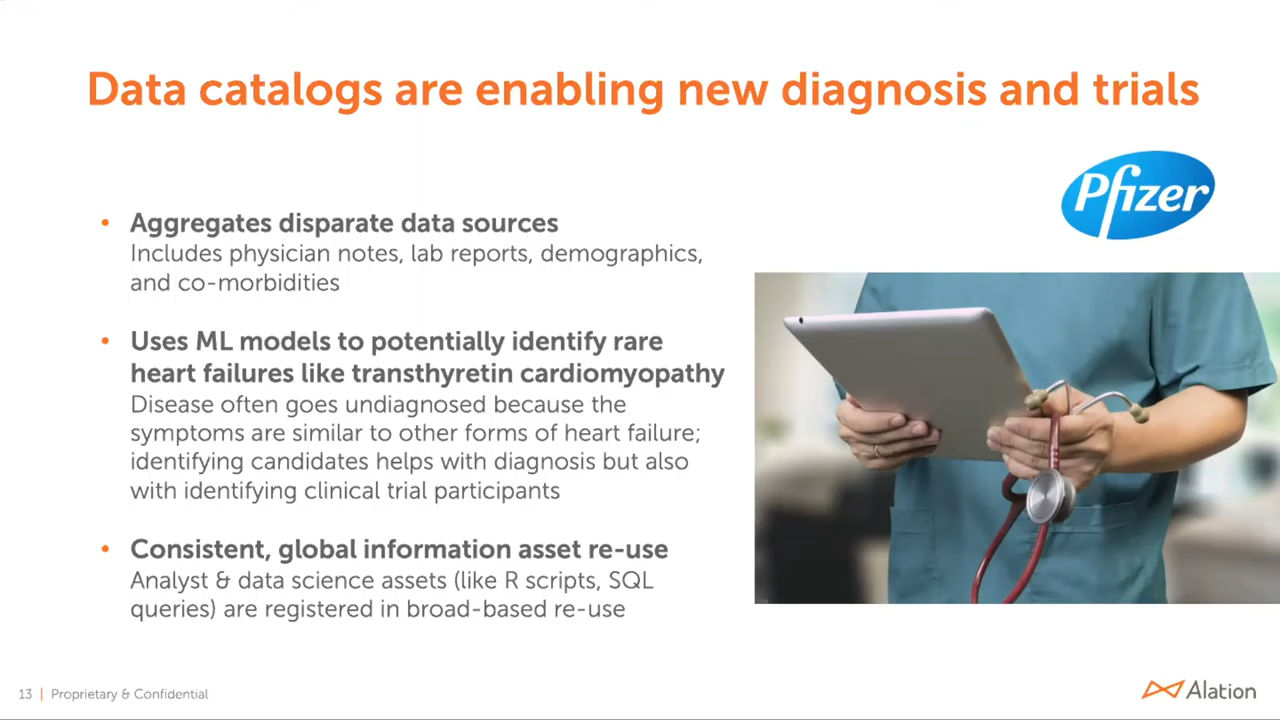 Data catalogs are enabling new diagnosis and trials
Pfizer
• Aggregates disparate data sources
Includes physician notes, lab reports, demographics,
and co-morbidities
• Uses ML models to potentially identify rare
heart failures like transthyretin cardiomyopathy
Disease often goes undiagnosed because the
symptoms are similar to other forms of heart failure;
identifying candidates helps with diagnosis but also
with identifying clinical trial participants
• Consistent, global information asset re-use
Analyst & data science assets (like R scripts, SQL
queries) are registered in broad-based re-use
13 | Proprietary & Confidential
Alation